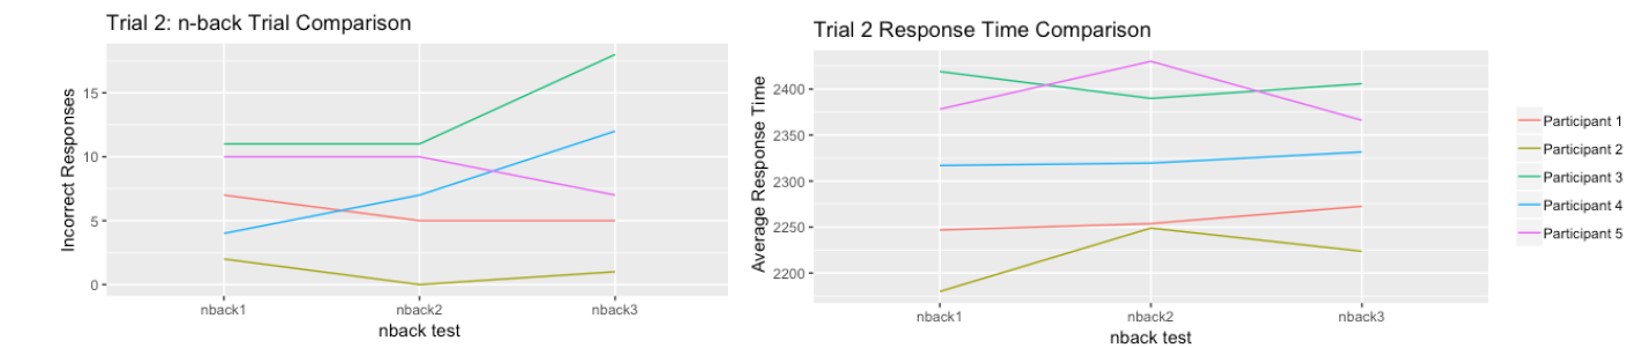 Trial 2: n-back Trial Comparison
Incorrect Responses
15
10
5
0
nback1 nback2 nback3
nback test
Trial 2 Response Time Comparison
Average Response Time
2400
2350
2300
2250
2200
nback1 nback2 nback3
nback test
Participant 1
Participant 2
Participant 3
Participant 4
Participant 5